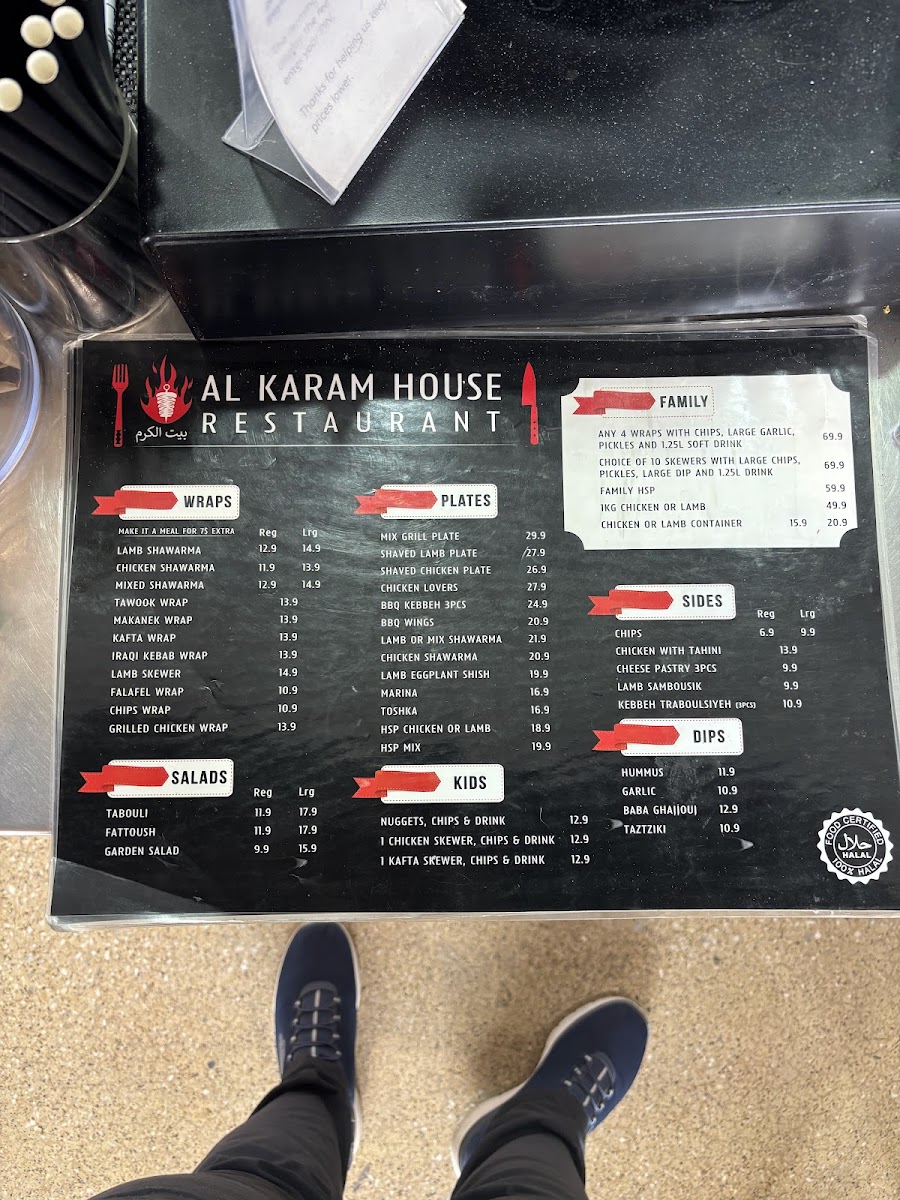 Thanks for helping us keep
prices lower.
AL KARAM HOUSE
RESTAURANT
بيت الكرم
FAMILY
ANY 4 WRAPS WITH CHIPS, LARGE GARLIC,
PICKLES AND 1.25L SOFT DRINK 69.9
CHOICE OF 10 SKEWERS WITH LARGE CHIPS,
PICKLES, LARGE DIP AND 1.25L DRINK 69.9
FAMILY HSP 59.9
1KG CHICKEN OR LAMB 49.9
CHICKEN OR LAMB CONTAINER 15.9 20.9
WRAPS
MAKE IT A MEAL FOR 7$ EXTRA Reg Lrg
LAMB SHAWARMA 12.9 14.9
CHICKEN SHAWARMA 11.9 13.9
MIXED SHAWARMA 12.9 14.9
TAWOOK WRAP 13.9
MAKANEK WRAP 13.9
KAFTA WRAP 13.9
IRAQI KEBAB WRAP 13.9
LAMB SKEWER 14.9
FALAFEL WRAP 10.9
CHIPS WRAP 10.9
GRILLED CHICKEN WRAP 13.9
SALADS
Reg Lrg
TABOULI 11.9 17.9
FATTOUSH 11.9 17.9
GARDEN SALAD 9.9 15.9
PLATES
MIX GRILL PLATE 29.9
SHAVED LAMB PLATE 27.9
SHAVED CHICKEN PLATE 26.9
CHICKEN LOVERS 27.9
BBQ KEBBEH 3PCS 24.9
BBQ WINGS 20.9
LAMB OR MIX SHAWARMA 21.9
CHICKEN SHAWARMA 20.9
LAMB EGGPLANT SHISH 19.9
MARINA 16.9
TOSHKA 16.9
HSP CHICKEN OR LAMB 18.9
HSP MIX 19.9
KIDS
NUGGETS, CHIPS & DRINK 12.9
1 CHICKEN SKEWER, CHIPS & DRINK 12.9
1 KAFTA SKEWER, CHIPS & DRINK 12.9
SIDES
Reg Lrg
CHIPS 6.9 9.9
CHICKEN WITH TAHINI 13.9
CHEESE PASTRY 3PCS 9.9
LAMB SAMBOUSIK 9.9
KEBBEH TRABOULSIYEH (3PCS) 10.9
DIPS
HUMMUS 11.9
GARLIC 10.9
BABA GHAJJOUJ 12.9
TAZTZIKI 10.9
FOOD CERTIFIED
حلال
HALAL
100% HALAL